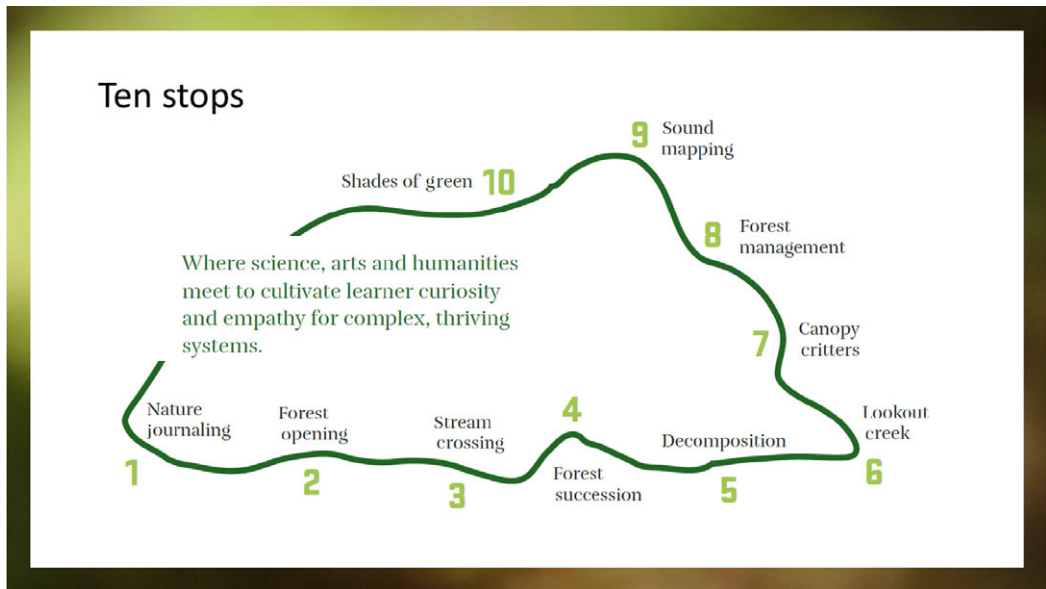 Ten stops
9
Sound
mapping
Shades of green 10
8
Forest
management
Where science, arts and humanities
meet to cultivate learner curiosity
and empathy for complex, thriving
systems.
7
Canopy
critters
Nature
journaling
1
Forest
opening
2
Stream
crossing
3
4
Forest
succession
Decomposition
5
Lookout
creek
6